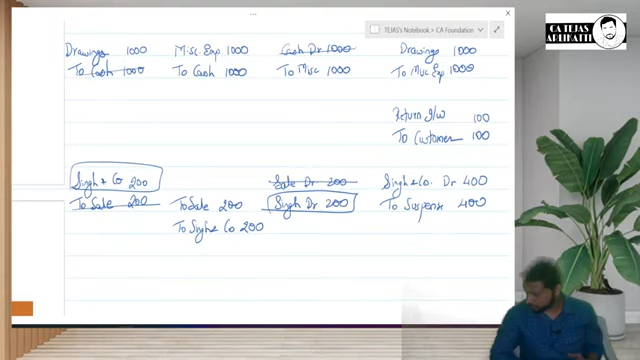 TEJAS's Notebook > CA Foundation
CA TEJAS
Drawings 1000 Misc. Exp 1000 Cash Dr 1000 Drawings 1000
To Cash 1000 To Cash 1000 To Misc 1000 To Misc Exp 1000
Return I/W 100
To Customer 100
Singh & Co 200 Sale Dr 200 Singh & Co. Dr 400
To Sale 200 To Sale 200 Singh Dr 200 To Suspense 400
To Singh & Co 200